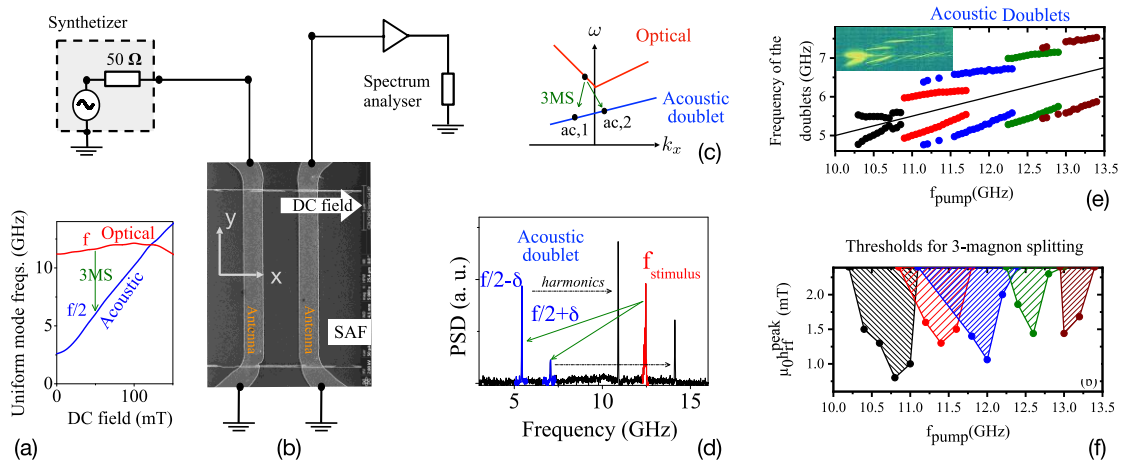 Synthetizer
50 Ω
Spectrum
analyser
ω
Optical
3MS
Acoustic
doublet
ac,1
ac,2
k_x
(c)
Acoustic Doublets
Frequency of the
doublets (GHz)
7
6
5
10.0 10.5 11.0 11.5 12.0 12.5 13.0 13.5
f_pump (GHz)
(e)
Uniform mode freqs. (GHz)
10
5
0
0
100
DC field (mT)
f
Optical
3MS
f/2
Acoustic
(a)
DC field
y
x
Antenna
Antenna
SAF
(b)
PSD (a. u.)
Acoustic
doublet
f/2-δ
harmonics
f/2+δ
f_stimulus
5
10
15
Frequency (GHz)
(d)
Thresholds for 3-magnon splitting
μ₀h_rf^peak (mT)
2.0
1.5
1.0
10.0 10.5 11.0 11.5 12.0 12.5 13.0 13.5
f_pump (GHz)
(b)
(f)